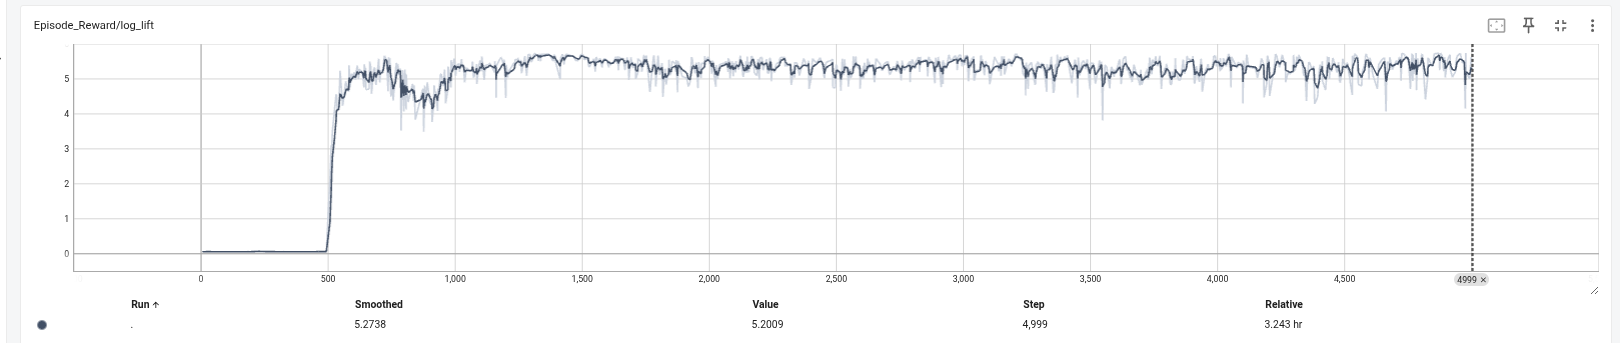 Episode_Reward/log_lift
5
4
3
2
1
0
0 500 1,000 1,500 2,000 2,500 3,000 3,500 4,000 4,500 4999 ×
Run ↑ Smoothed Value Step Relative
. 5.2738 5.2009 4,999 3.243 hr